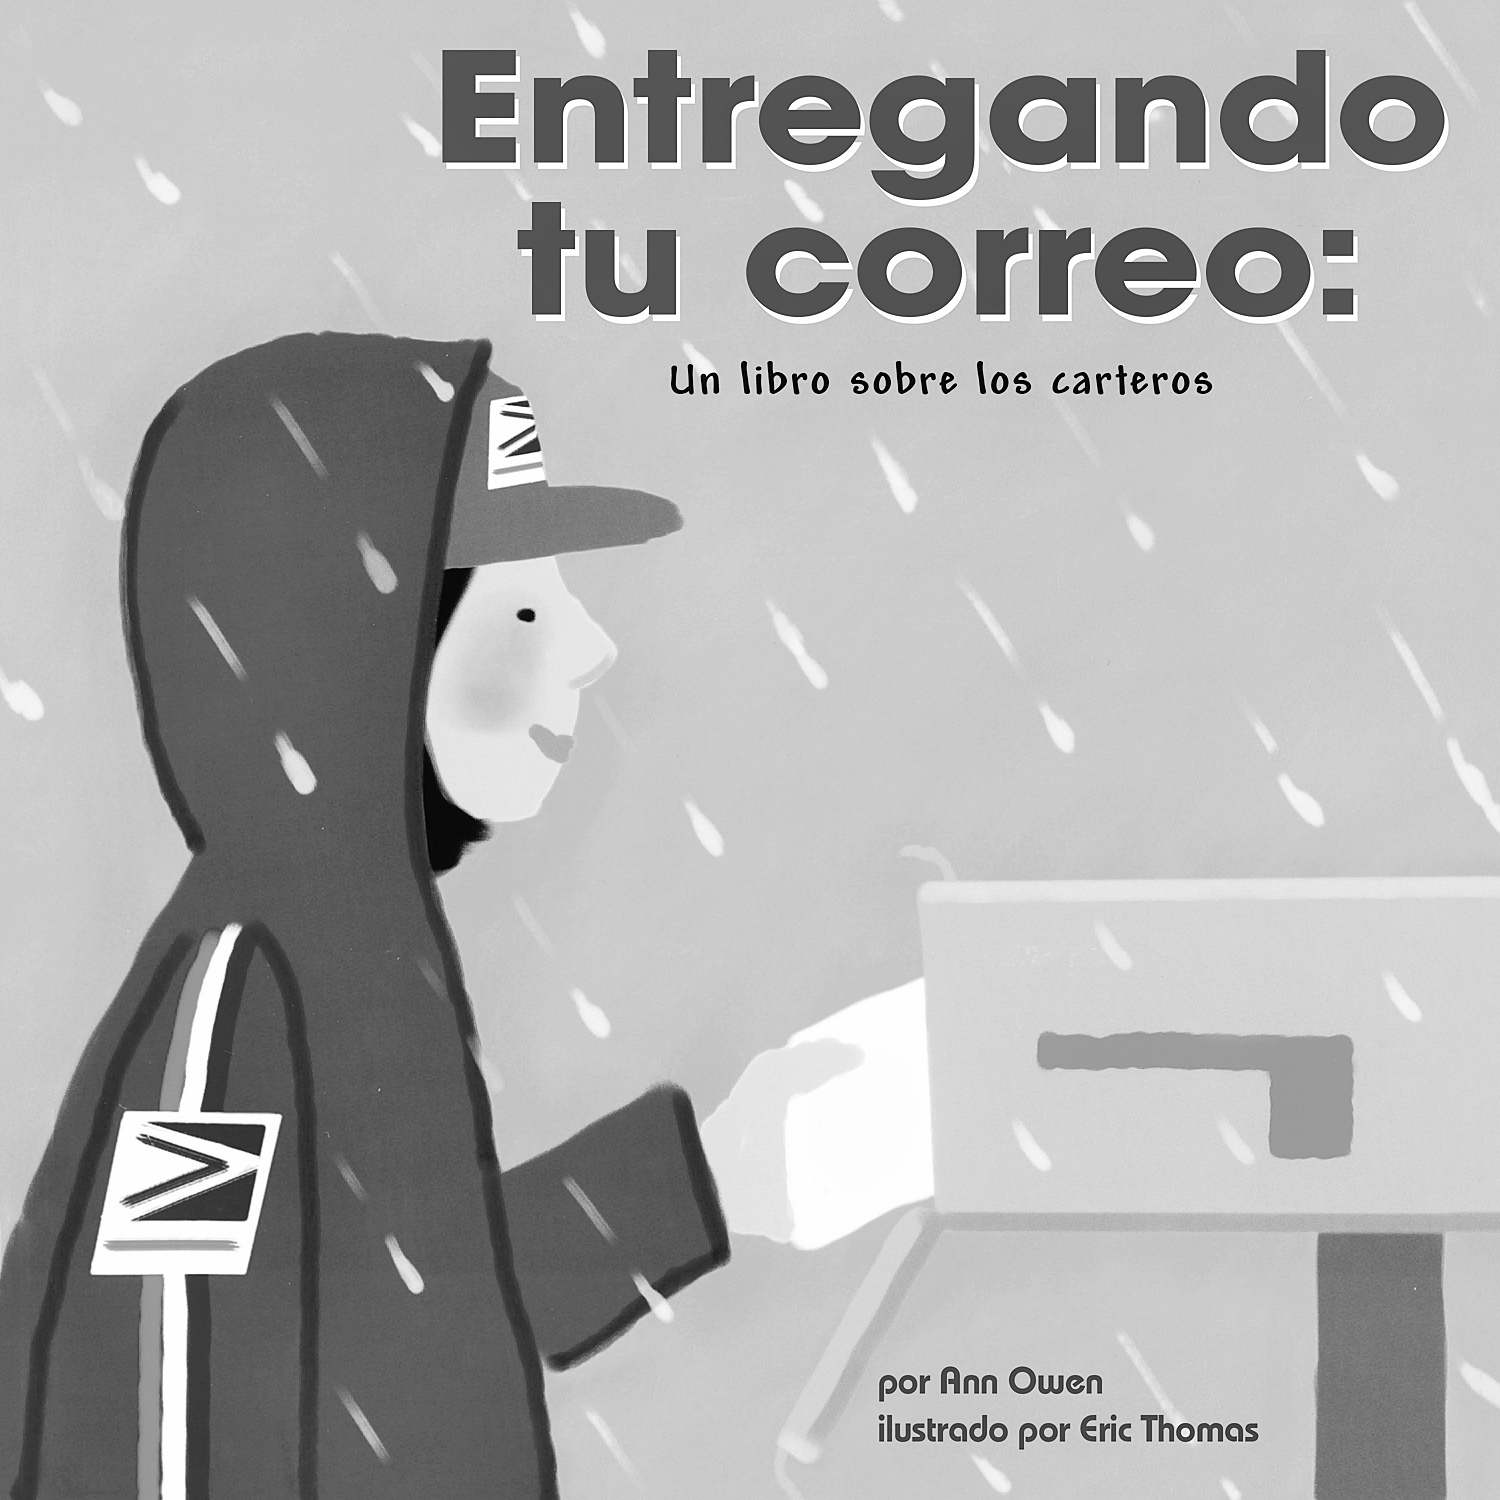 Entregando
tu correo:
Un libro sobre los carteros
por Ann Owen
ilustrado por Eric Thomas